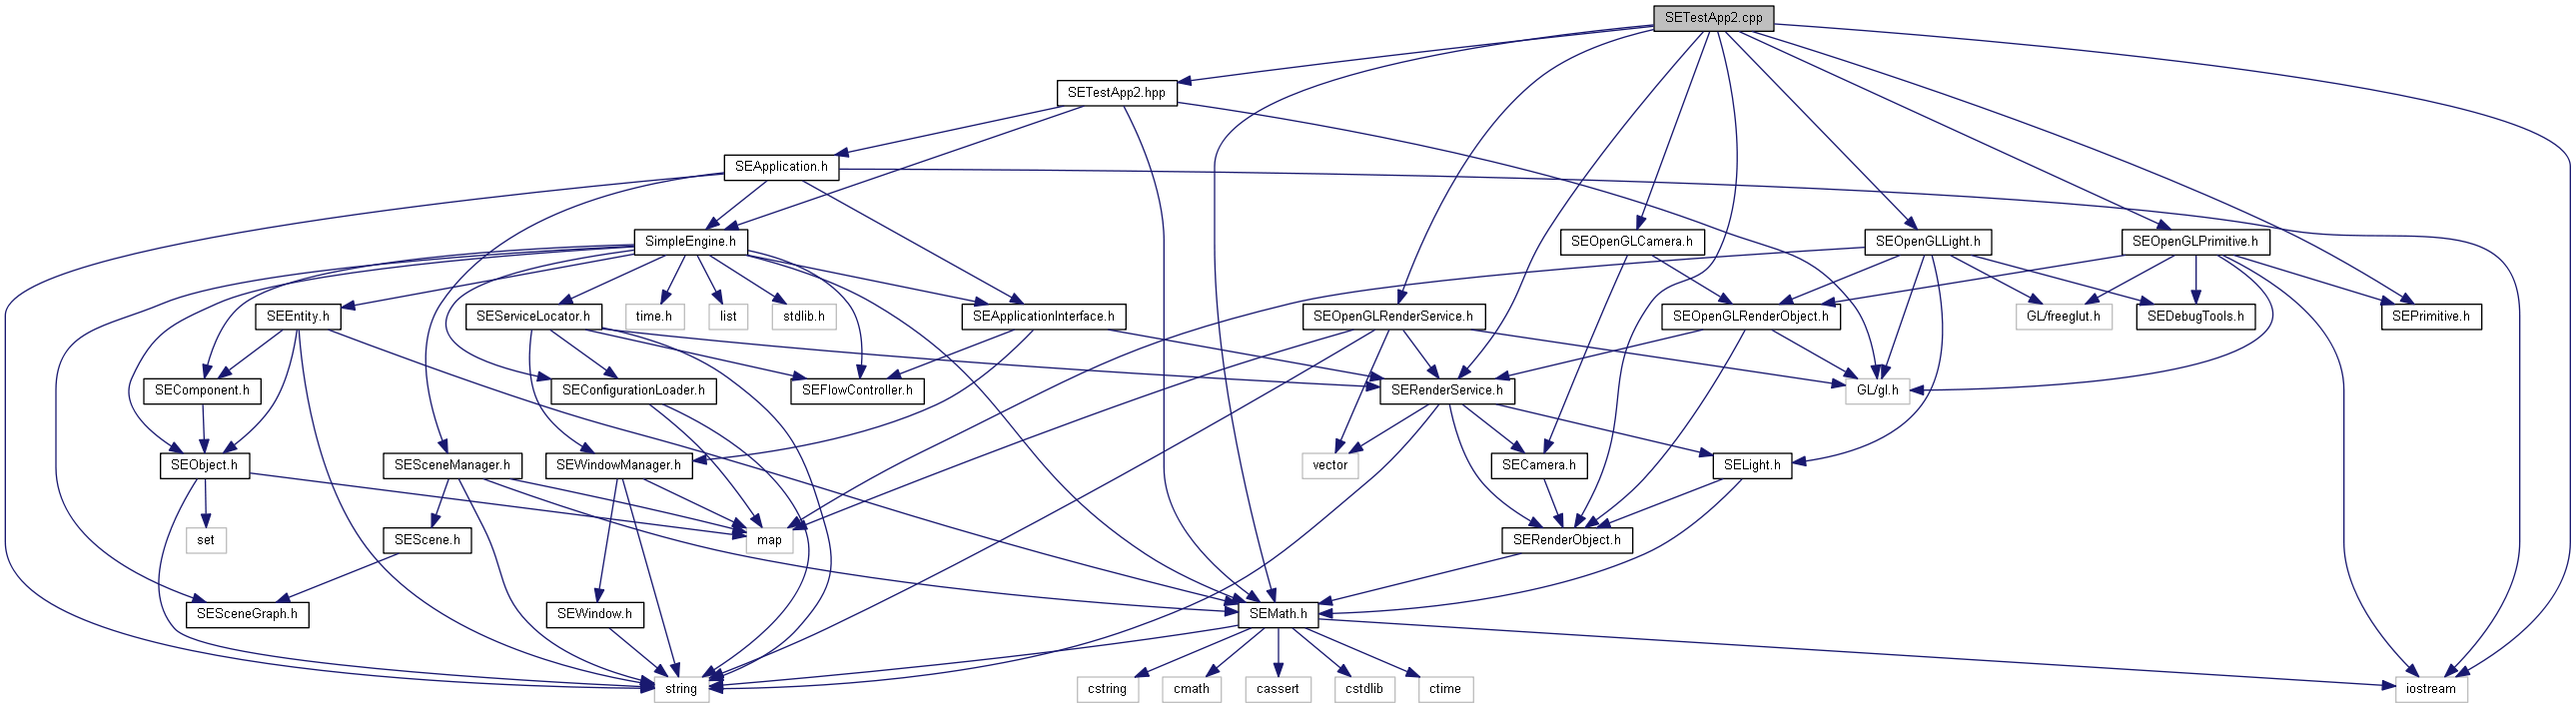 SETestApp2.cpp
SETestApp2.hpp
SEApplication.h
SimpleEngine.h
SEOpenGLCamera.h
SEOpenGLLight.h
SEOpenGLPrimitive.h
SEEntity.h
SEServiceLocator.h
time.h
list
stdlib.h
SEApplicationInterface.h
SEOpenGLRenderService.h
SEOpenGLRenderObject.h
GL/freeglut.h
SEDebugTools.h
SEPrimitive.h
SEComponent.h
SEConfigurationLoader.h
SEFlowController.h
SERenderService.h
GL/gl.h
SEObject.h
SESceneManager.h
SEWindowManager.h
vector
SECamera.h
SELight.h
set
SEScene.h
map
SERenderObject.h
SESceneGraph.h
SEWindow.h
SEMath.h
string
cstring
cmath
cassert
cstdlib
ctime
iostream